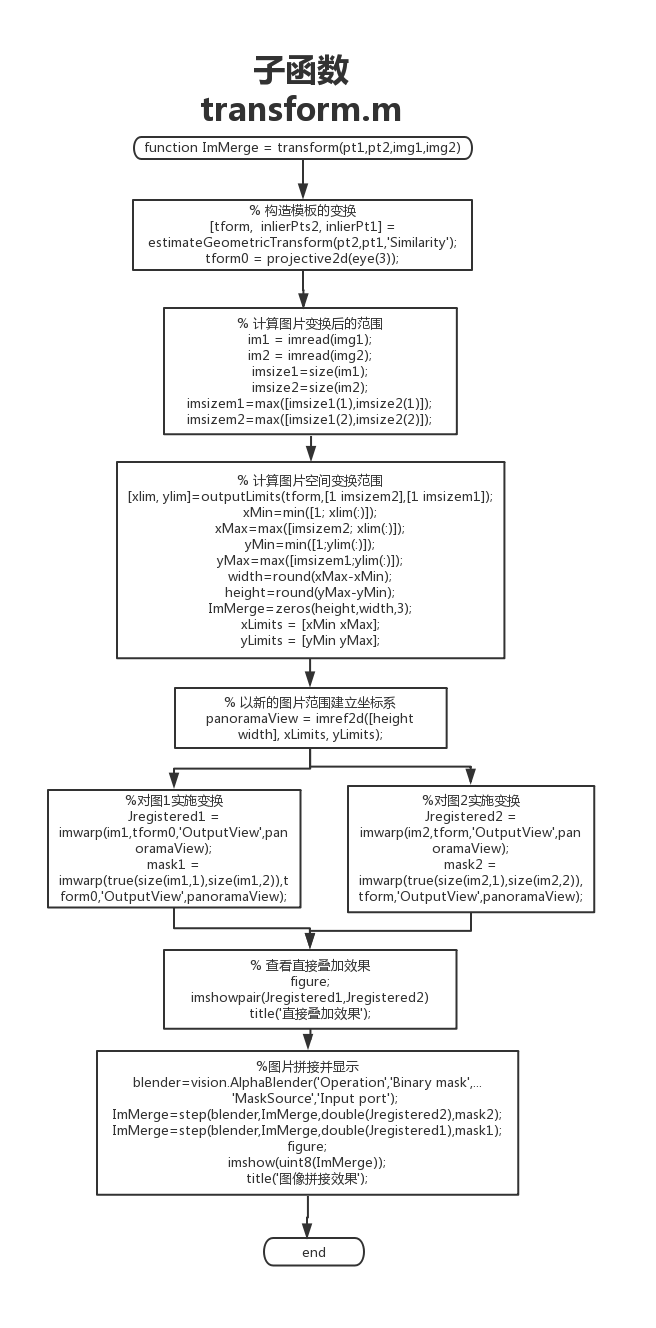 子函数
transform.m
function ImMerge = transform(pt1,pt2,img1,img2)
% 构造模板的变换
[tform,  inlierPts2, inlierPt1] =
estimateGeometricTransform(pt2,pt1,'Similarity');
tform0 = projective2d(eye(3));
% 计算图片变换后的范围
im1 = imread(img1);
im2 = imread(img2);
imsize1=size(im1);
imsize2=size(im2);
imsizem1=max([imsize1(1),imsize2(1)]);
imsizem2=max([imsize1(2),imsize2(2)]);
% 计算图片空间变换范围
[xlim, ylim]=outputLimits(tform,[1 imsizem2],[1 imsizem1]);
xMin=min([1; xlim(:)]);
xMax=max([imsizem2; xlim(:)]);
yMin=min([1;ylim(:)]);
yMax=max([imsizem1;ylim(:)]);
width=round(xMax-xMin);
height=round(yMax-yMin);
ImMerge=zeros(height,width,3);
xLimits = [xMin xMax];
yLimits = [yMin yMax];
% 以新的图片范围建立坐标系
panoramaView = imref2d([height
width], xLimits, yLimits);
%对图1实施变换
Jregistered1 =
imwarp(im1,tform0,'OutputView',pan
oramaView);
mask1 =
imwarp(true(size(im1,1),size(im1,2)),t
form0,'OutputView',panoramaView);
%对图2实施变换
Jregistered2 =
imwarp(im2,tform,'OutputView',pan
oramaView);
mask2 =
imwarp(true(size(im2,1),size(im2,2)),
tform,'OutputView',panoramaView);
% 查看直接叠加效果
figure;
imshowpair(Jregistered1,Jregistered2)
title('直接叠加效果');
%图片拼接并显示
blender=vision.AlphaBlender('Operation','Binary mask',...
'MaskSource','Input port');
ImMerge=step(blender,ImMerge,double(Jregistered2),mask2);
ImMerge=step(blender,ImMerge,double(Jregistered1),mask1);
figure;
imshow(uint8(ImMerge));
title('图像拼接效果');
end